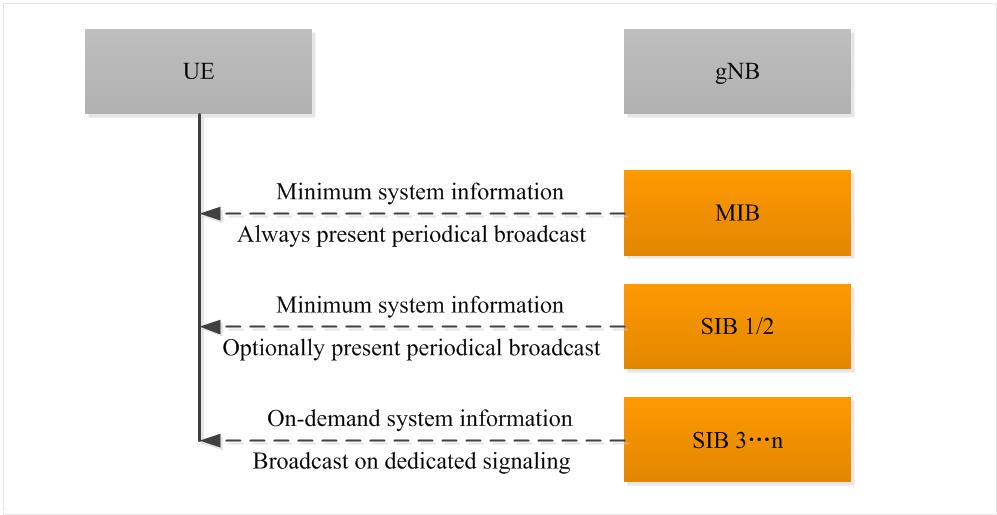 UE
gNB
Minimum system information
MIB
Always present periodical broadcast
Minimum system information
SIB 1/2
Optionally present periodical broadcast
On-demand system information
SIB 3···n
Broadcast on dedicated signaling